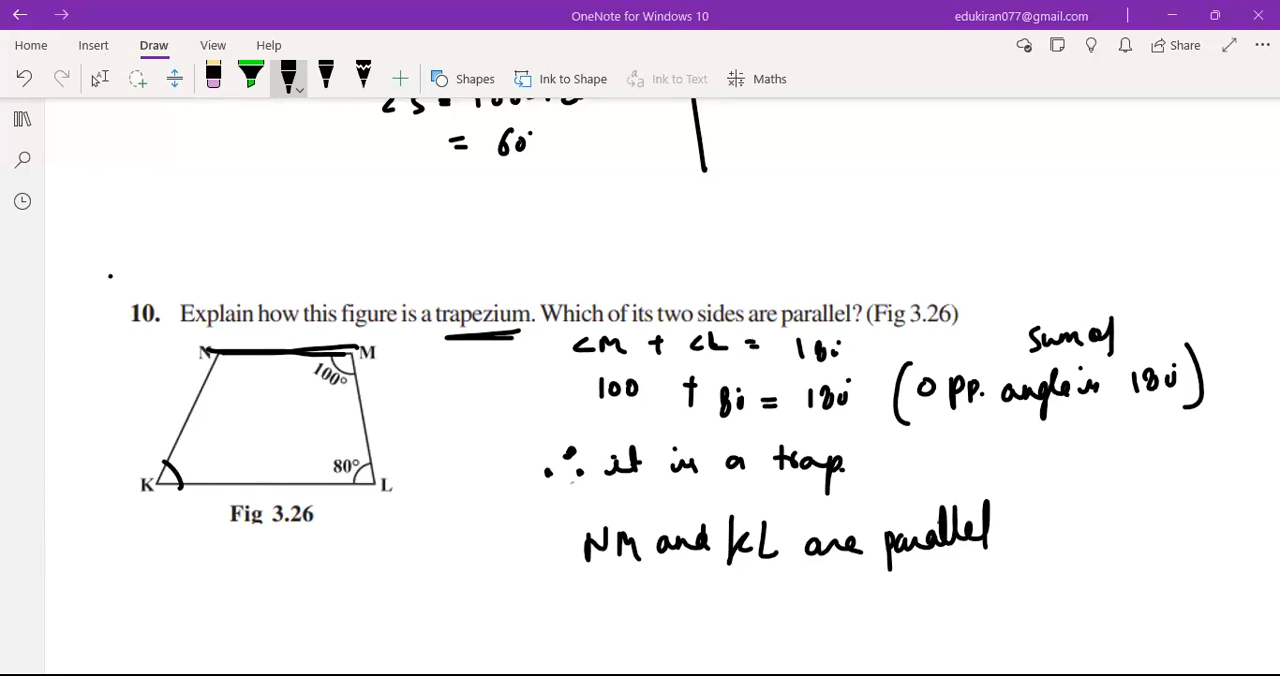 OneNote for Windows 10
edukiran077@gmail.com
Home Insert Draw View Help
Share
Shapes Ink to Shape Ink to Text Maths
= 60°
10. Explain how this figure is a trapezium. Which of its two sides are parallel? (Fig 3.26)
N M
100°
80°
K L
Fig 3.26
∠M + ∠L = 180°
100 + 80° = 180° (Sum of
opp. angle is 180°)
∴ it is a trap.
NM and KL are parallel